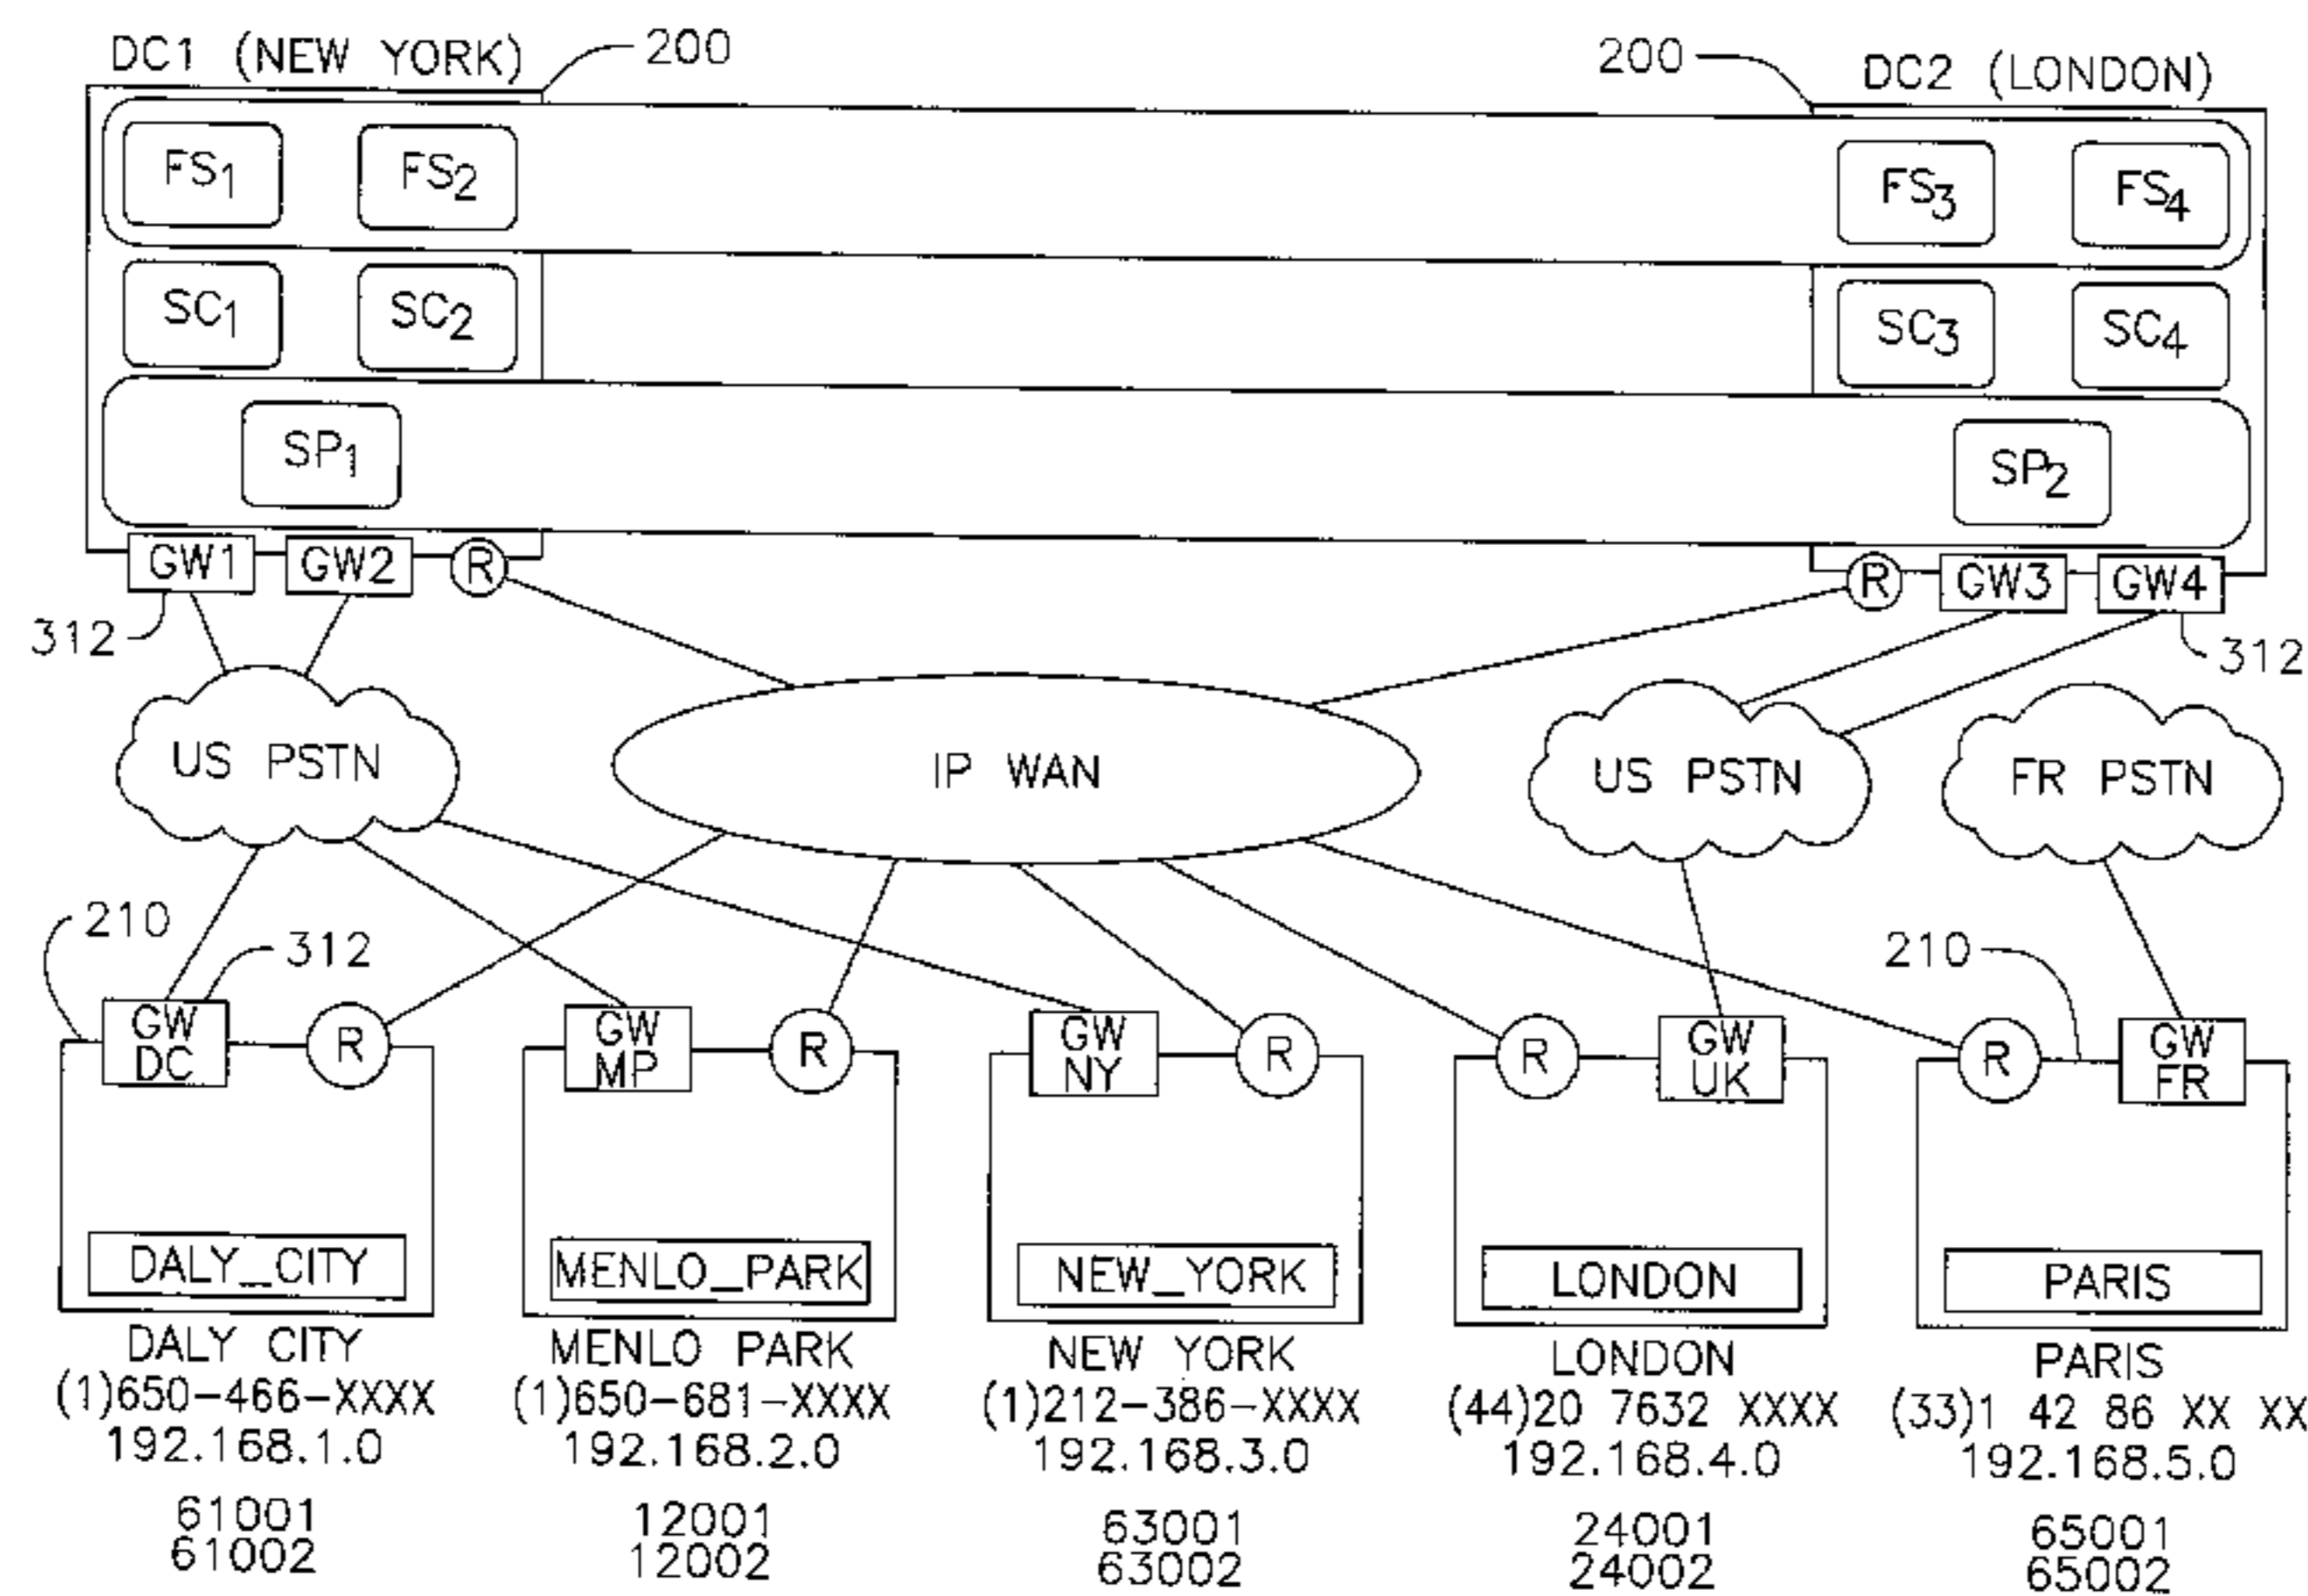 DC1 (NEW YORK)
200
200
DC2 (LONDON)
FS1
FS2
FS3
FS4
SC1
SC2
SC3
SC4
SP1
SP2
GW1
GW2
R
R
GW3
GW4
312
312
US PSTN
IP WAN
US PSTN
FR PSTN
210
312
210
GW
DC
R
GW
MP
R
GW
NY
R
R
GW
UK
R
GW
FR
DALY_CITY
MENLO_PARK
NEW_YORK
LONDON
PARIS
DALY CITY
(1)650-466-XXXX
192.168.1.0
61001
61002
MENLO PARK
(1)650-681-XXXX
192.168.2.0
12001
12002
NEW YORK
(1)212-386-XXXX
192.168.3.0
63001
63002
LONDON
(44)20 7632 XXXX
192.168.4.0
24001
24002
PARIS
(33)1 42 86 XX XX
192.168.5.0
65001
65002